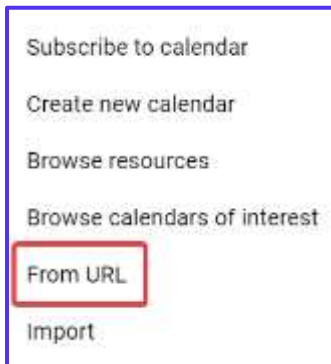 Subscribe to calendar
Create new calendar
Browse resources
Browse calendars of interest
From URL
Import